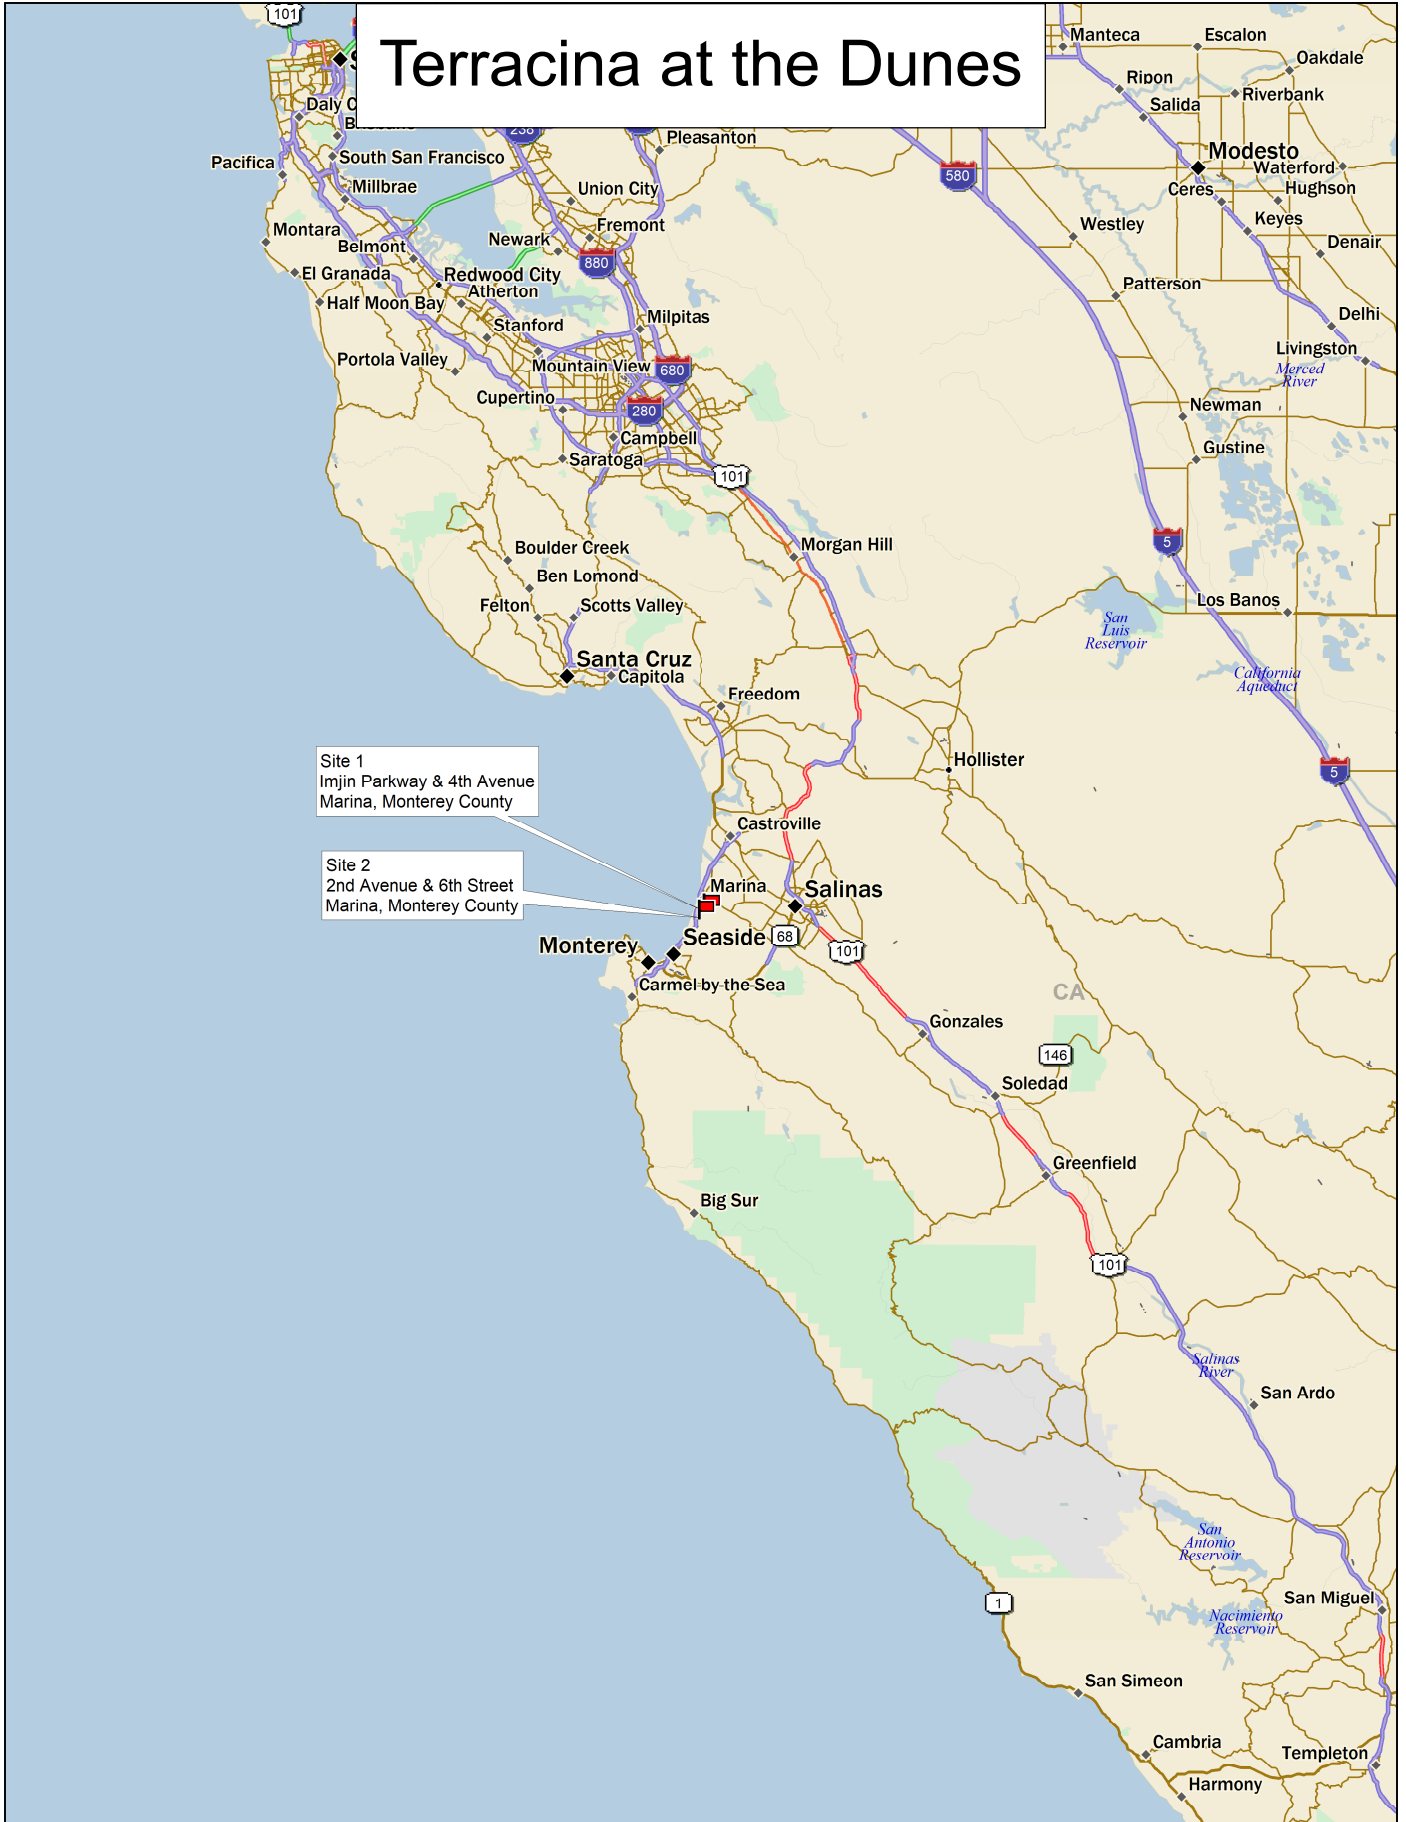 101
Terracina at the Dunes
Manteca
Escalon
Oakdale
Ripon
Riverbank
Salida
Daly C
238
Pleasanton
Modesto
Waterford
Pacifica
South San Francisco
580
Millbrae
Union City
Ceres
Hughson
Montara
Fremont
Westley
Keyes
Belmont
Newark
Denair
880
El Granada
Redwood City
Atherton
Patterson
Half Moon Bay
Stanford
Milpitas
Delhi
Portola Valley
Mountain View
680
Livingston
Merced
River
Cupertino
280
Newman
Campbell
Gustine
Saratoga
101
Morgan Hill
5
Boulder Creek
Ben Lomond
Felton
Scotts Valley
Los Banos
San
Luis
Reservoir
Santa Cruz
Capitola
California
Aqueduct
Freedom
Site 1
Imjin Parkway & 4th Avenue
Marina, Monterey County
Hollister
5
Castroville
Site 2
2nd Avenue & 6th Street
Marina, Monterey County
Marina
Salinas
Monterey
Seaside
68
101
Carmel by the Sea
CA
Gonzales
146
Soledad
Greenfield
Big Sur
101
Salinas
River
San Ardo
San
Antonio
Reservoir
1
San Miguel
Nacimiento
Reservoir
San Simeon
Cambria
Templeton
Harmony